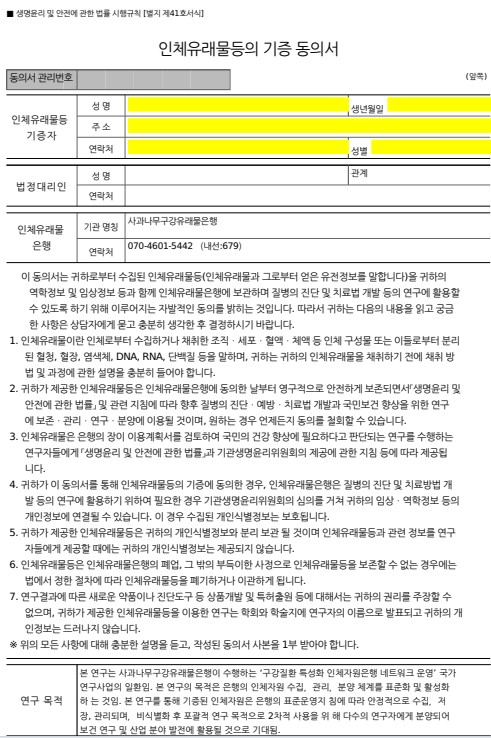 ■ 생명윤리 및 안전에 관한 법률 시행규칙 [별지 제41호서식]
인체유래물등의 기증 동의서
동의서 관리번호
(앞쪽)
인체유래물등 기증자
성 명
생년월일
주 소
연락처
성별
법정대리인
성 명
관계
연락처
인체유래물 은행
기관 명칭
사과나무구강유래물은행
연락처
070-4601-5442 (내선:679)
이 동의서는 귀하로부터 수집된 인체유래물등(인체유래물과 그로부터 얻은 유전정보를 말합니다)을 귀하의
역학정보 및 임상정보 등과 함께 인체유래물은행에 보관하며 질병의 진단 및 치료법 개발 등의 연구에 활용할
수 있도록 하기 위해 이루어지는 자발적인 동의를 밝히는 것입니다. 따라서 귀하는 다음의 내용을 읽고 궁금
한 사항은 상담자에게 묻고 충분히 생각한 후 결정하시기 바랍니다.
1. 인체유래물이란 인체로부터 수집하거나 채취한 조직ㆍ세포ㆍ혈액ㆍ체액 등 인체 구성물 또는 이들로부터 분리
된 혈청, 혈장, 염색체, DNA, RNA, 단백질 등을 말하며, 귀하는 귀하의 인체유래물을 채취하기 전에 채취 방
법 및 과정에 관한 설명을 충분히 들어야 합니다.
2. 귀하가 제공한 인체유래물등은 인체유래물은행에 동의한 날부터 영구적으로 안전하게 보존되면서「생명윤리 및
안전에 관한 법률」및 관련 지침에 따라 향후 질병의 진단ㆍ예방ㆍ치료법 개발과 국민보건 향상을 위한 연구
에 보존ㆍ관리ㆍ연구ㆍ분양에 이용될 것이며, 원하는 경우 언제든지 동의를 철회할 수 있습니다.
3. 인체유래물은 은행의 장이 이용계획서를 검토하여 국민의 건강 향상에 필요하다고 판단되는 연구를 수행하는
연구자들에게「생명윤리 및 안전에 관한 법률」과 기관생명윤리위원회의 제공에 관한 지침 등에 따라 제공됩
니다.
4. 귀하가 이 동의서를 통해 인체유래물등의 기증에 동의한 경우, 인체유래물은행은 질병의 진단 및 치료방법 개
발 등의 연구에 활용하기 위하여 필요한 경우 기관생명윤리위원회의 심의를 거쳐 귀하의 임상ㆍ역학정보 등의
개인정보에 연결될 수 있습니다. 이 경우 수집된 개인식별정보는 보호됩니다.
5. 귀하가 제공한 인체유래물등은 귀하의 개인식별정보와 분리 보관 될 것이며 인체유래물등과 관련 정보를 연구
자들에게 제공할 때에는 귀하의 개인식별정보는 제공되지 않습니다.
6. 인체유래물등은 인체유래물은행의 폐업, 그 밖의 부득이한 사정으로 인체유래물등을 보존할 수 없는 경우에는
법에서 정한 절차에 따라 인체유래물등을 폐기하거나 이관하게 됩니다.
7. 연구결과에 따른 새로운 약품이나 진단도구 등 상품개발 및 특허출원 등에 대해서는 귀하의 권리를 주장할 수
없으며, 귀하가 제공한 인체유래물등을 이용한 연구는 학회와 학술지에 연구자의 이름으로 발표되고 귀하의 개
인정보는 드러나지 않습니다.
※ 위의 모든 사항에 대해 충분한 설명을 듣고, 작성된 동의서 사본을 1부 받아야 합니다.
연구 목적
본 연구는 사과나무구강유래물은행이 수행하는 '구강질환 특성화 인체자원은행 네트워크 운영' 국가
연구사업의 일환임. 본 연구의 목적은 은행의 인체자원 수집, 관리, 분양 체계를 표준화 및 활성화
하 는 것임. 본 연구를 통해 기증된 인체자원은 은행의 표준운영지침에 따라 안정적으로 수집, 저
장, 관리되며, 비식별화 후 포괄적 연구 목적으로 2차적 사용을 위 해 다수의 연구자에게 분양되어
보건 연구 및 산업 분야 발전에 활용될 것으로 기대됨.